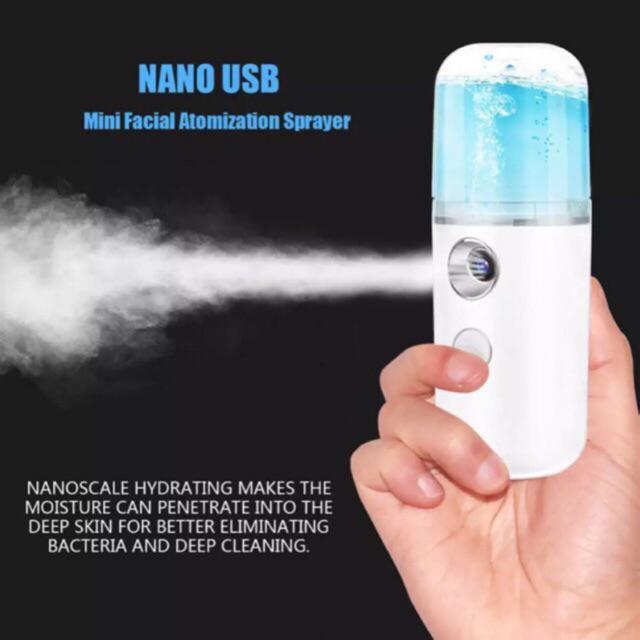 NANO USB
Mini Facial Atomization Sprayer
NANOSCALE HYDRATING MAKES THE
MOISTURE CAN PENETRATE INTO THE
DEEP SKIN FOR BETTER ELIMINATING
BACTERIA AND DEEP CLEANING.